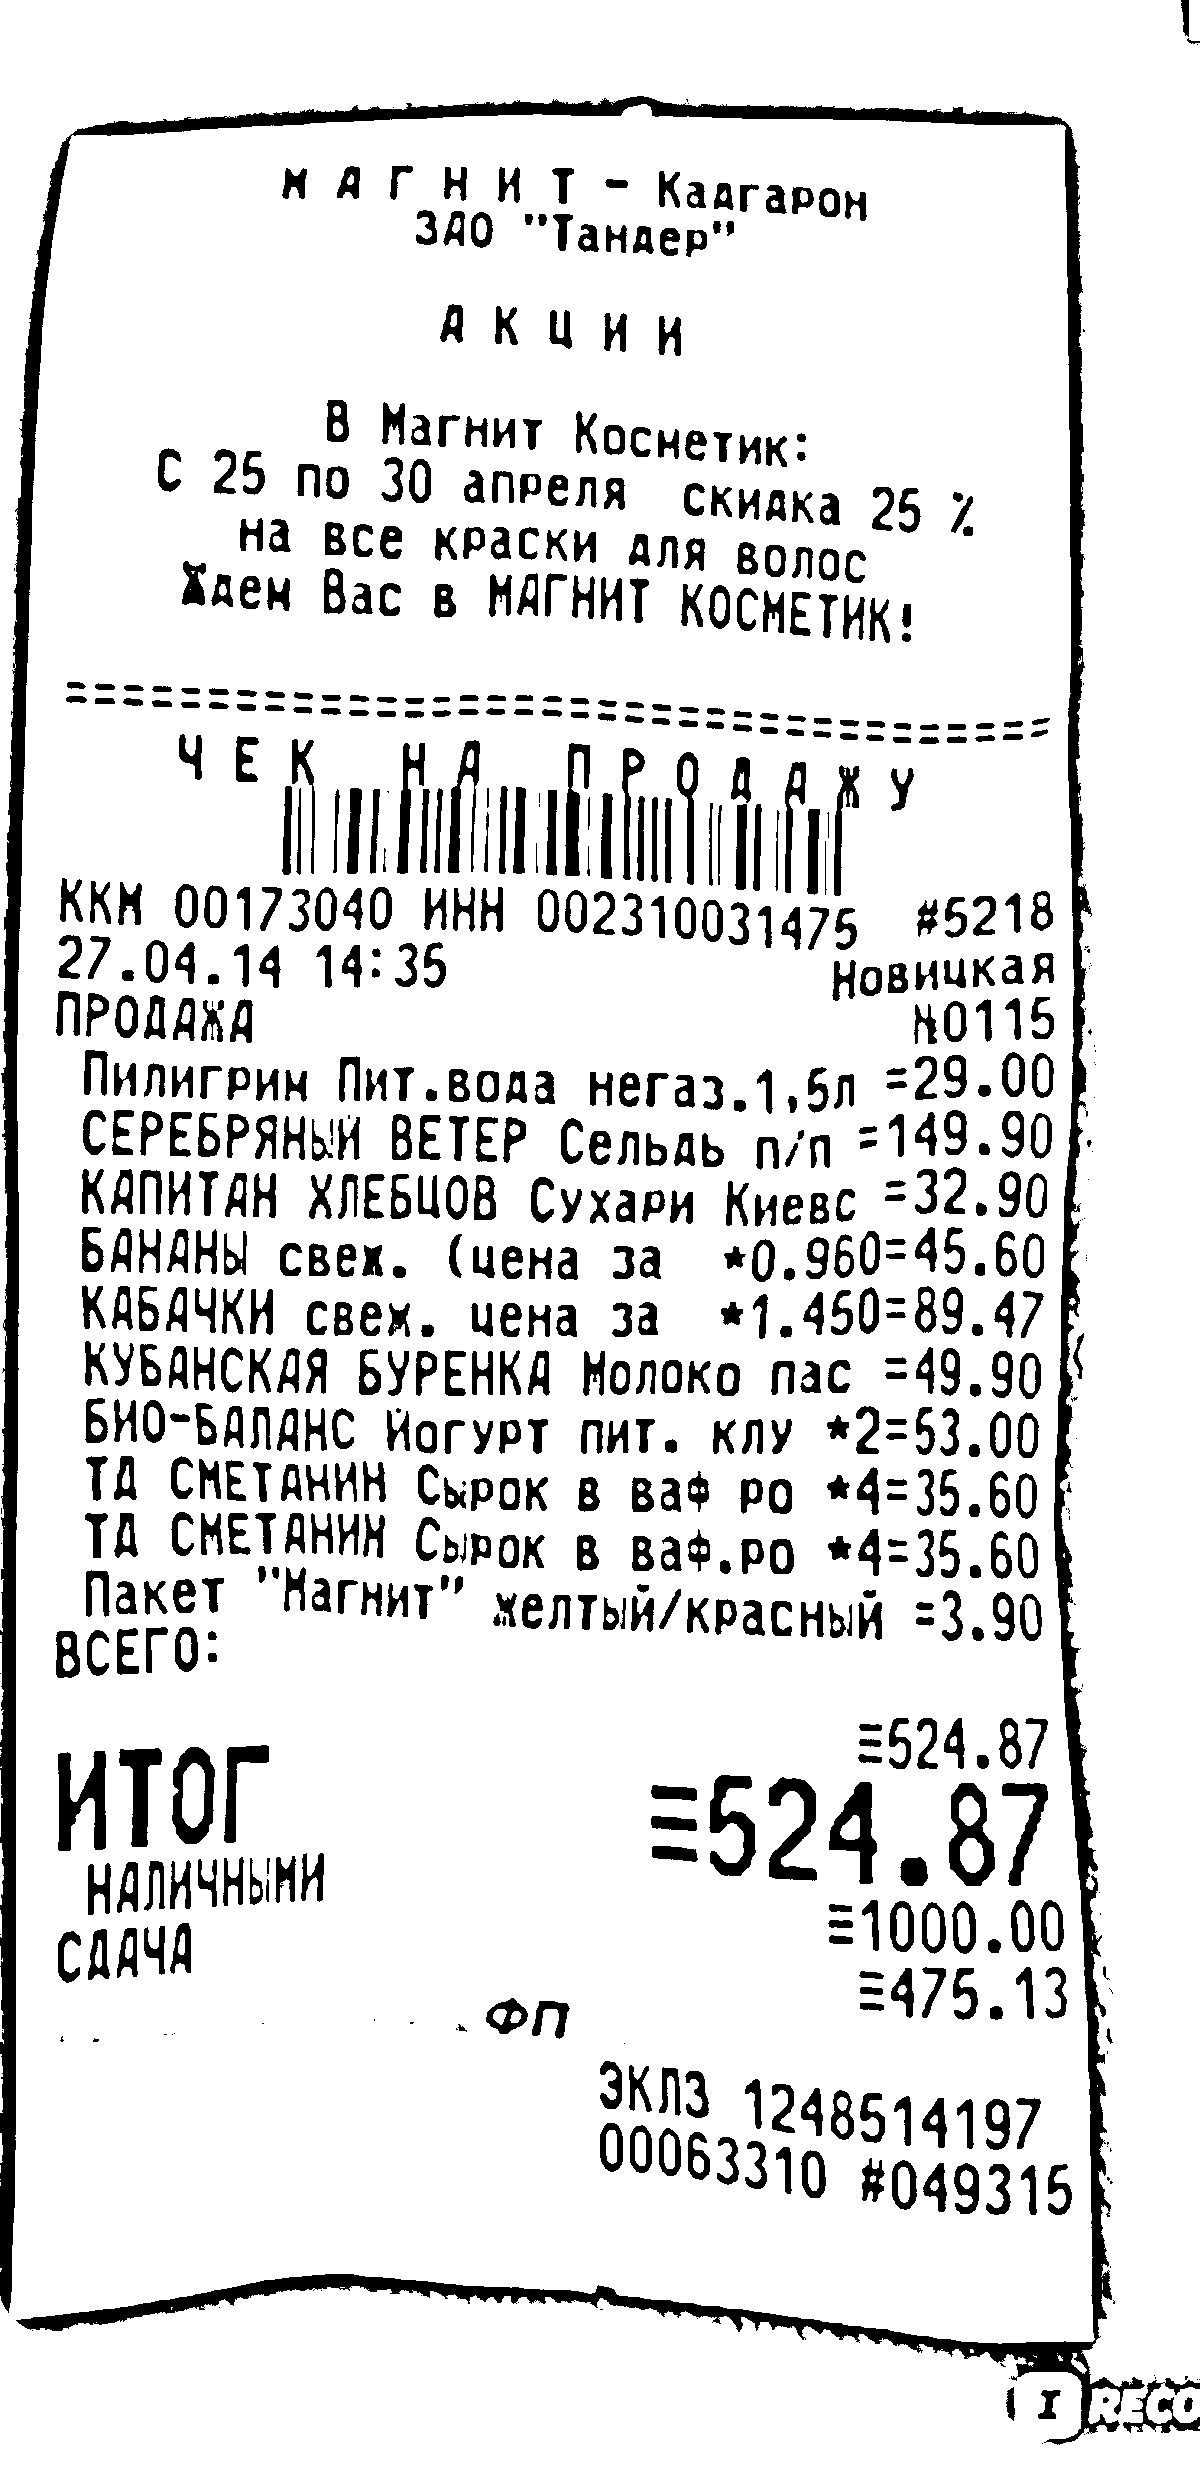 МАГНИТ - Кадгарон
ЗАО "Тандер"
АКЦИИ
В Магнит Косметик:
С 25 по 30 апреля скидка 25 %
на все краски для волос
Ждем Вас в МАГНИТ КОСМЕТИК!
====================================
ЧЕК НА ПРОДАЖУ
ККМ 00173040 ИНН 002310031475 #5218
27.04.14 14:35 Новицкая
ПРОДАЖА №0115
Пилигрим Пит.вода негаз.1,5л =29.00
СЕРЕБРЯНЫЙ ВЕТЕР Сельдь п/п =149.90
КАПИТАН ХЛЕБЦОВ Сухари Киевс =32.90
БАНАНЫ свеж. (цена за *0.960=45.60
КАБАЧКИ свеж. цена за *1.450=89.47
КУБАНСКАЯ БУРЕНКА Молоко пас =49.90
БИО-БАЛАНС Йогурт пит. клу *2=53.00
ТД СМЕТАНИН Сырок в ваф ро *4=35.60
ТД СМЕТАНИН Сырок в ваф.ро *4=35.60
Пакет "Магнит" желтый/красный =3.90
ВСЕГО:
≡524.87
ИТОГ ≡524.87
НАЛИЧНЫМИ ≡1000.00
СДАЧА ≡475.13
ФП
ЭКЛЗ 1248514197
00063310 #049315
I RECO